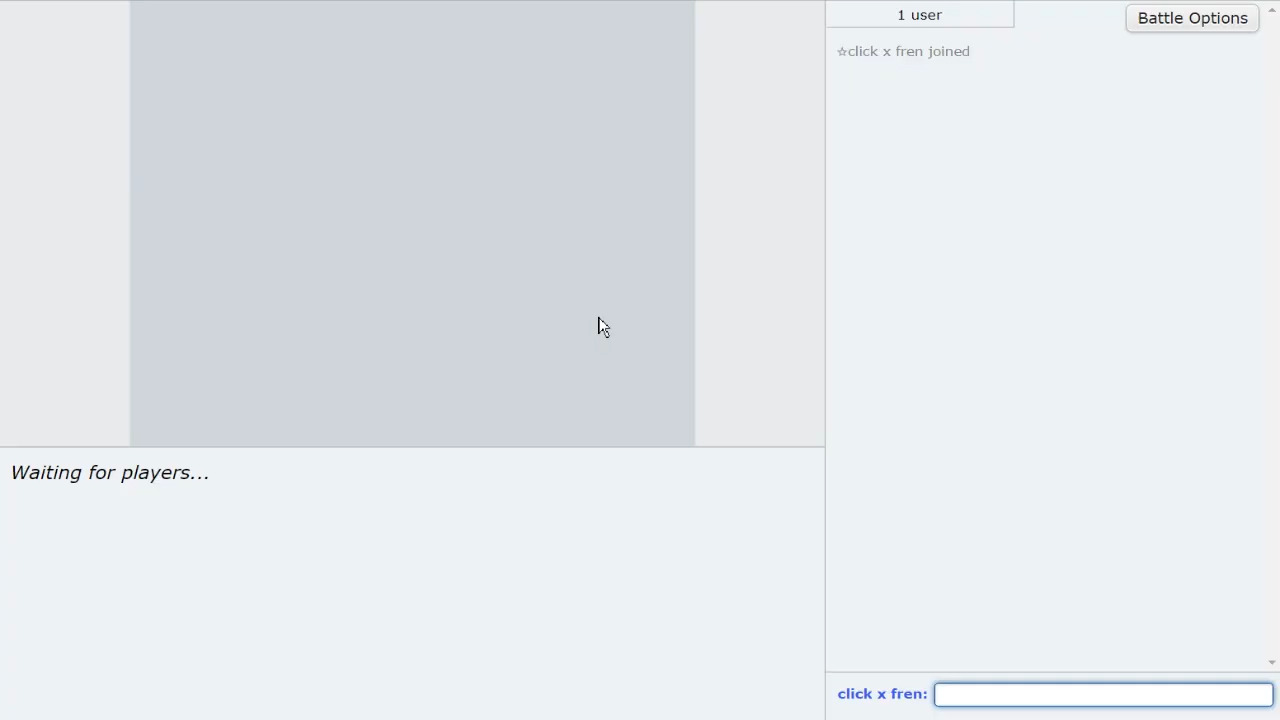 1 user
Battle Options
☆click x fren joined
Waiting for players...
click x fren: